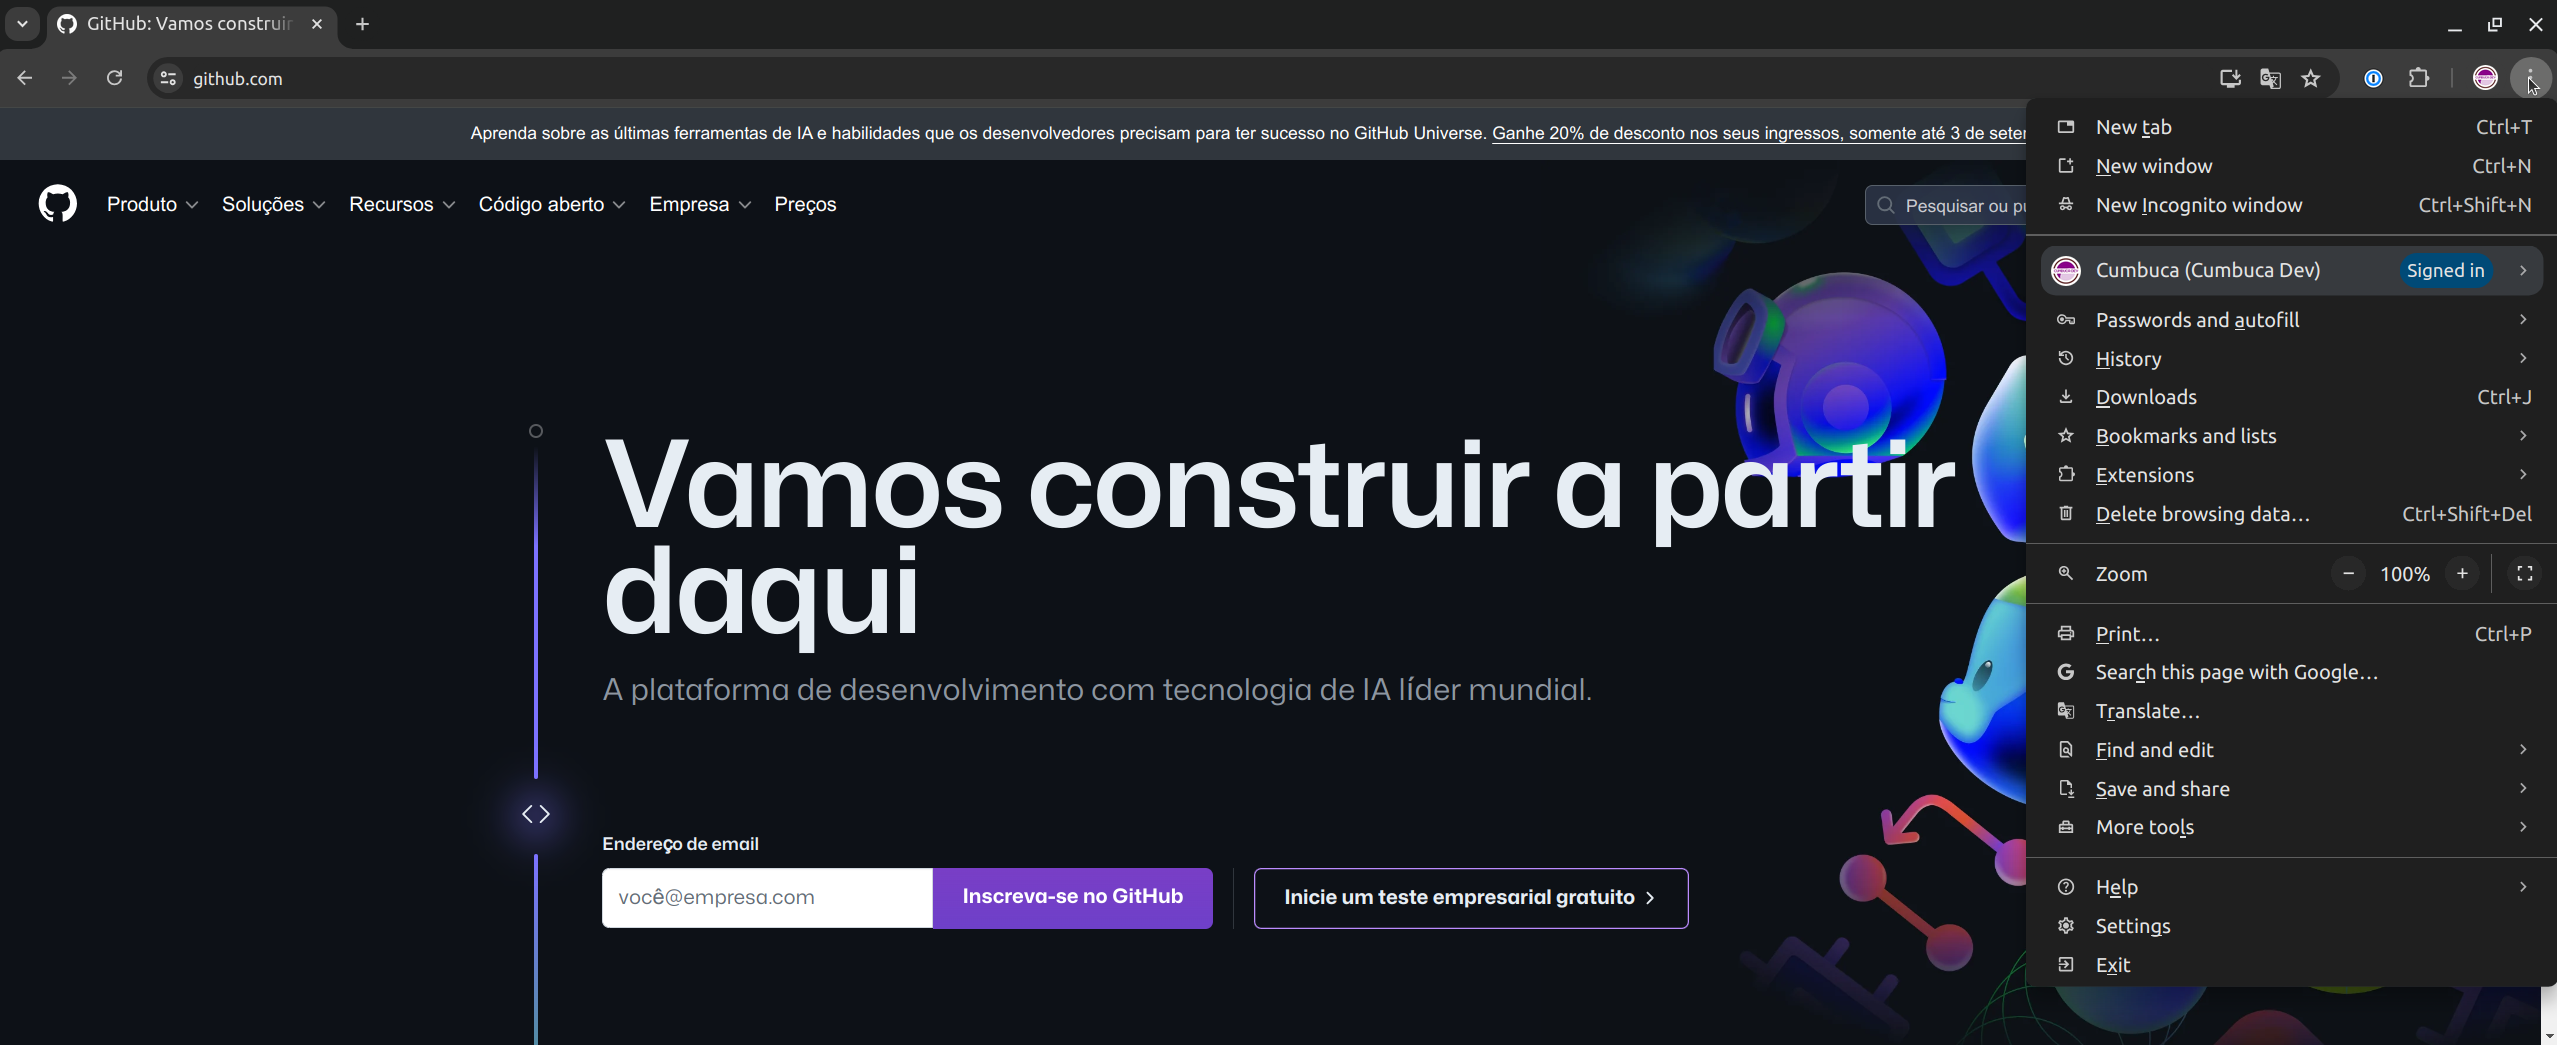 GitHub: Vamos construir
github.com
Aprenda sobre as últimas ferramentas de IA e habilidades que os desenvolvedores precisam para ter sucesso no GitHub Universe. Ganhe 20% de desconto nos seus ingressos, somente até 3 de
Produto Soluções Recursos Código aberto Empresa Preços
Pesquisar ou
Vamos construir a partir
daqui
A plataforma de desenvolvimento com tecnologia de IA líder mundial.
Endereço de email
você@empresa.com
Inscreva-se no GitHub
Inicie um teste empresarial gratuito
New tab Ctrl+T
New window Ctrl+N
New Incognito window Ctrl+Shift+N
Cumbuca (Cumbuca Dev) Signed in
Passwords and autofill
History
Downloads Ctrl+J
Bookmarks and lists
Extensions
Delete browsing data... Ctrl+Shift+Del
Zoom − 100% +
Print... Ctrl+P
Search this page with Google...
Translate...
Find and edit
Save and share
More tools
Help
Settings
Exit